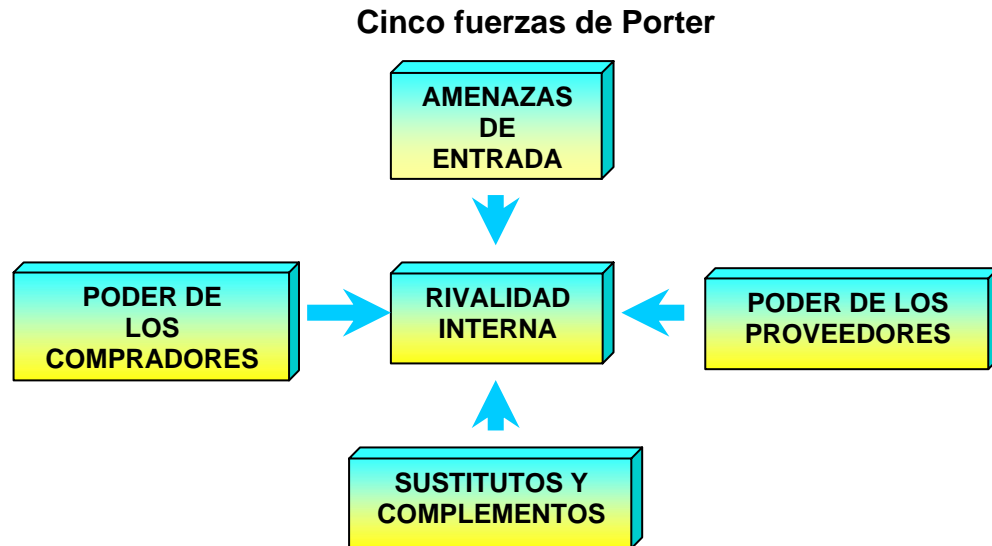 Cinco fuerzas de Porter
AMENAZAS
DE
ENTRADA
PODER DE
LOS
COMPRADORES
RIVALIDAD
INTERNA
PODER DE LOS
PROVEEDORES
SUSTITUTOS Y
COMPLEMENTOS